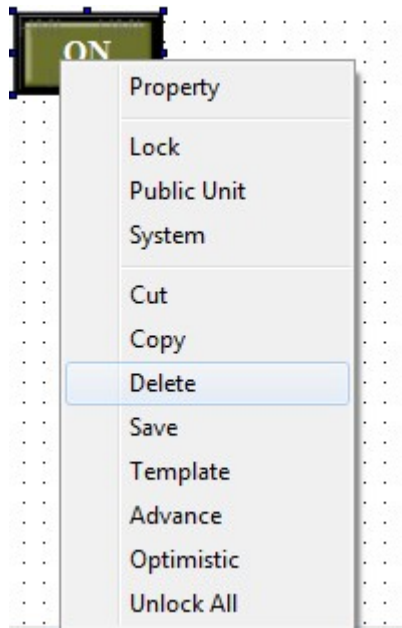 ON
Property
Lock
Public Unit
System
Cut
Copy
Delete
Save
Template
Advance
Optimistic
Unlock All